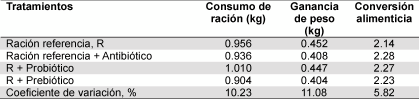 Tratamientos Consumo de ración (kg) Ganancia de peso (kg) Conversión alimenticia
Ración referencia, R 0.956 0.452 2.14
Ración referencia + Antibiótico 0.936 0.408 2.28
R + Probiótico 1.010 0.447 2.27
R + Prebiótico 0.904 0.404 2.23
Coeficiente de variación, % 10.23 11.08 5.82